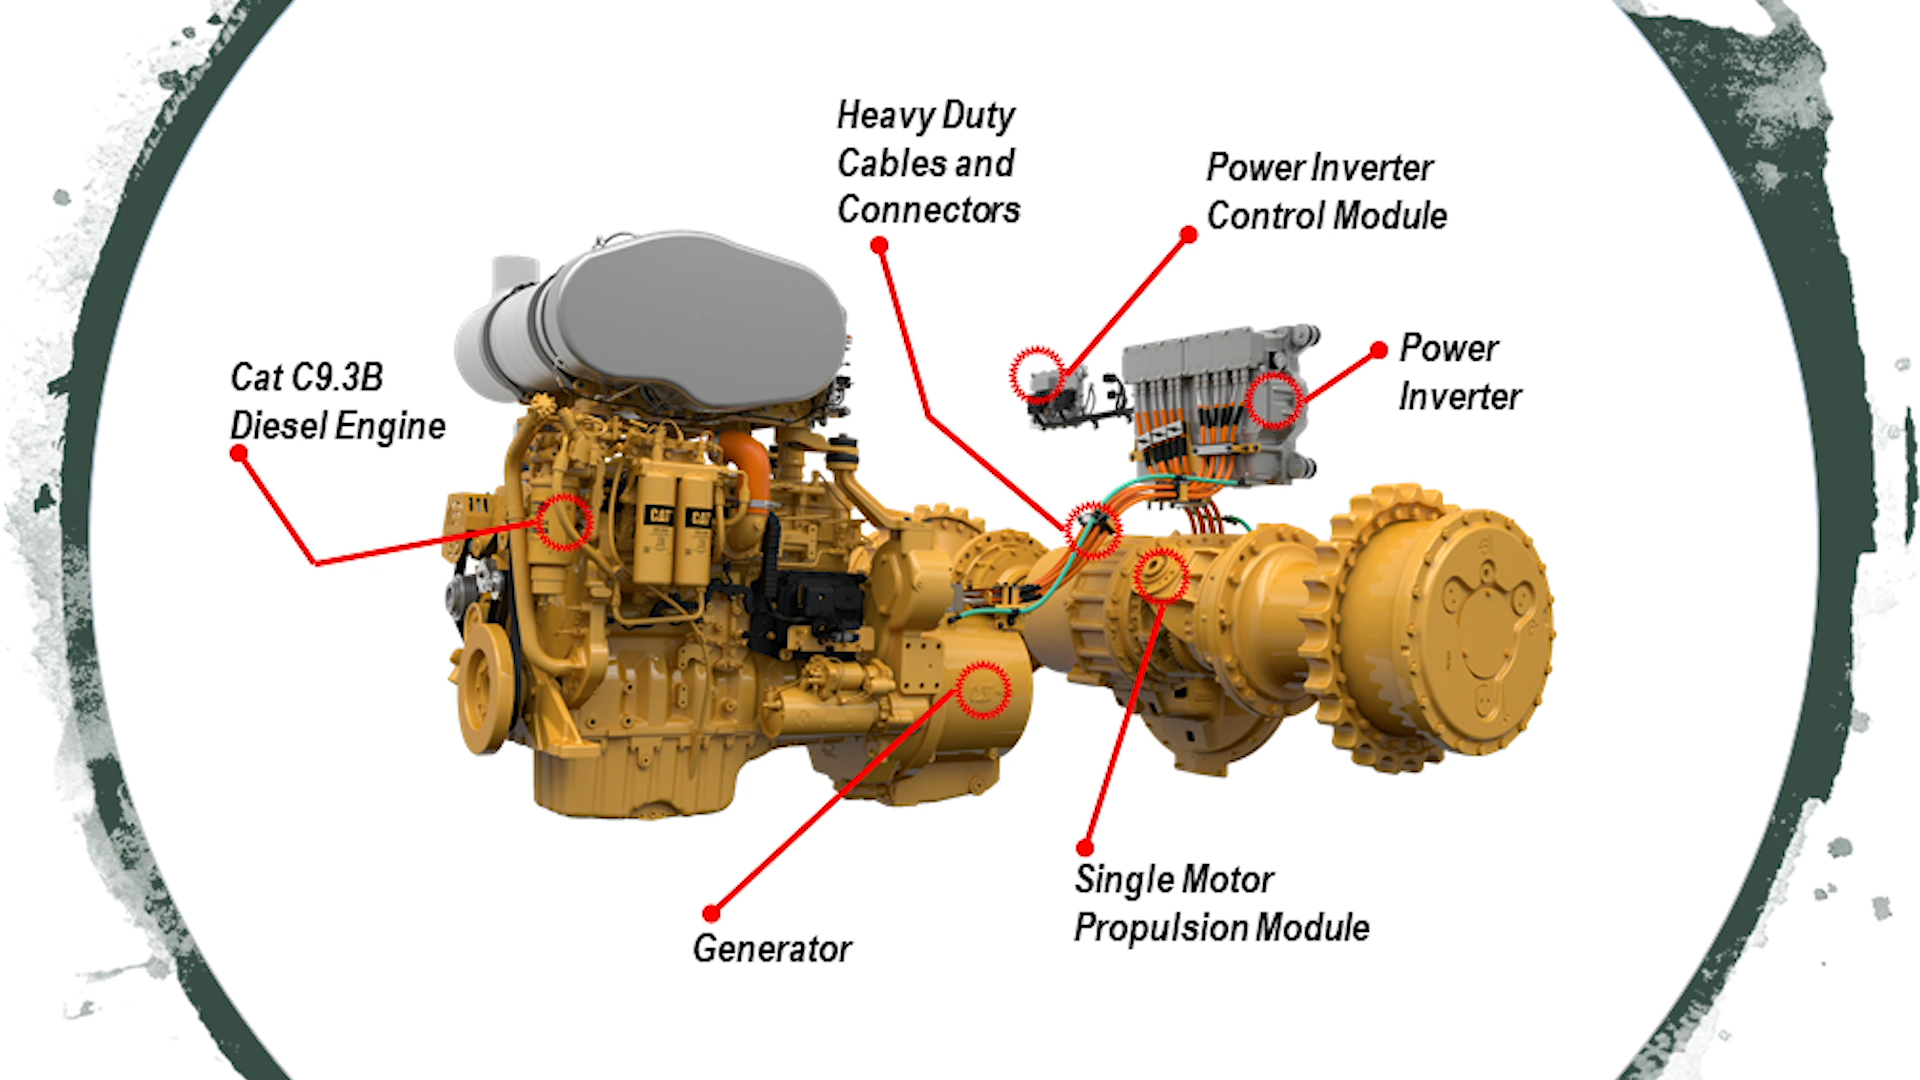 Heavy Duty
Cables and
Connectors
Power Inverter
Control Module
Power
Inverter
Cat C9.3B
Diesel Engine
CAT
CAT
CAT
Single Motor
Propulsion Module
Generator